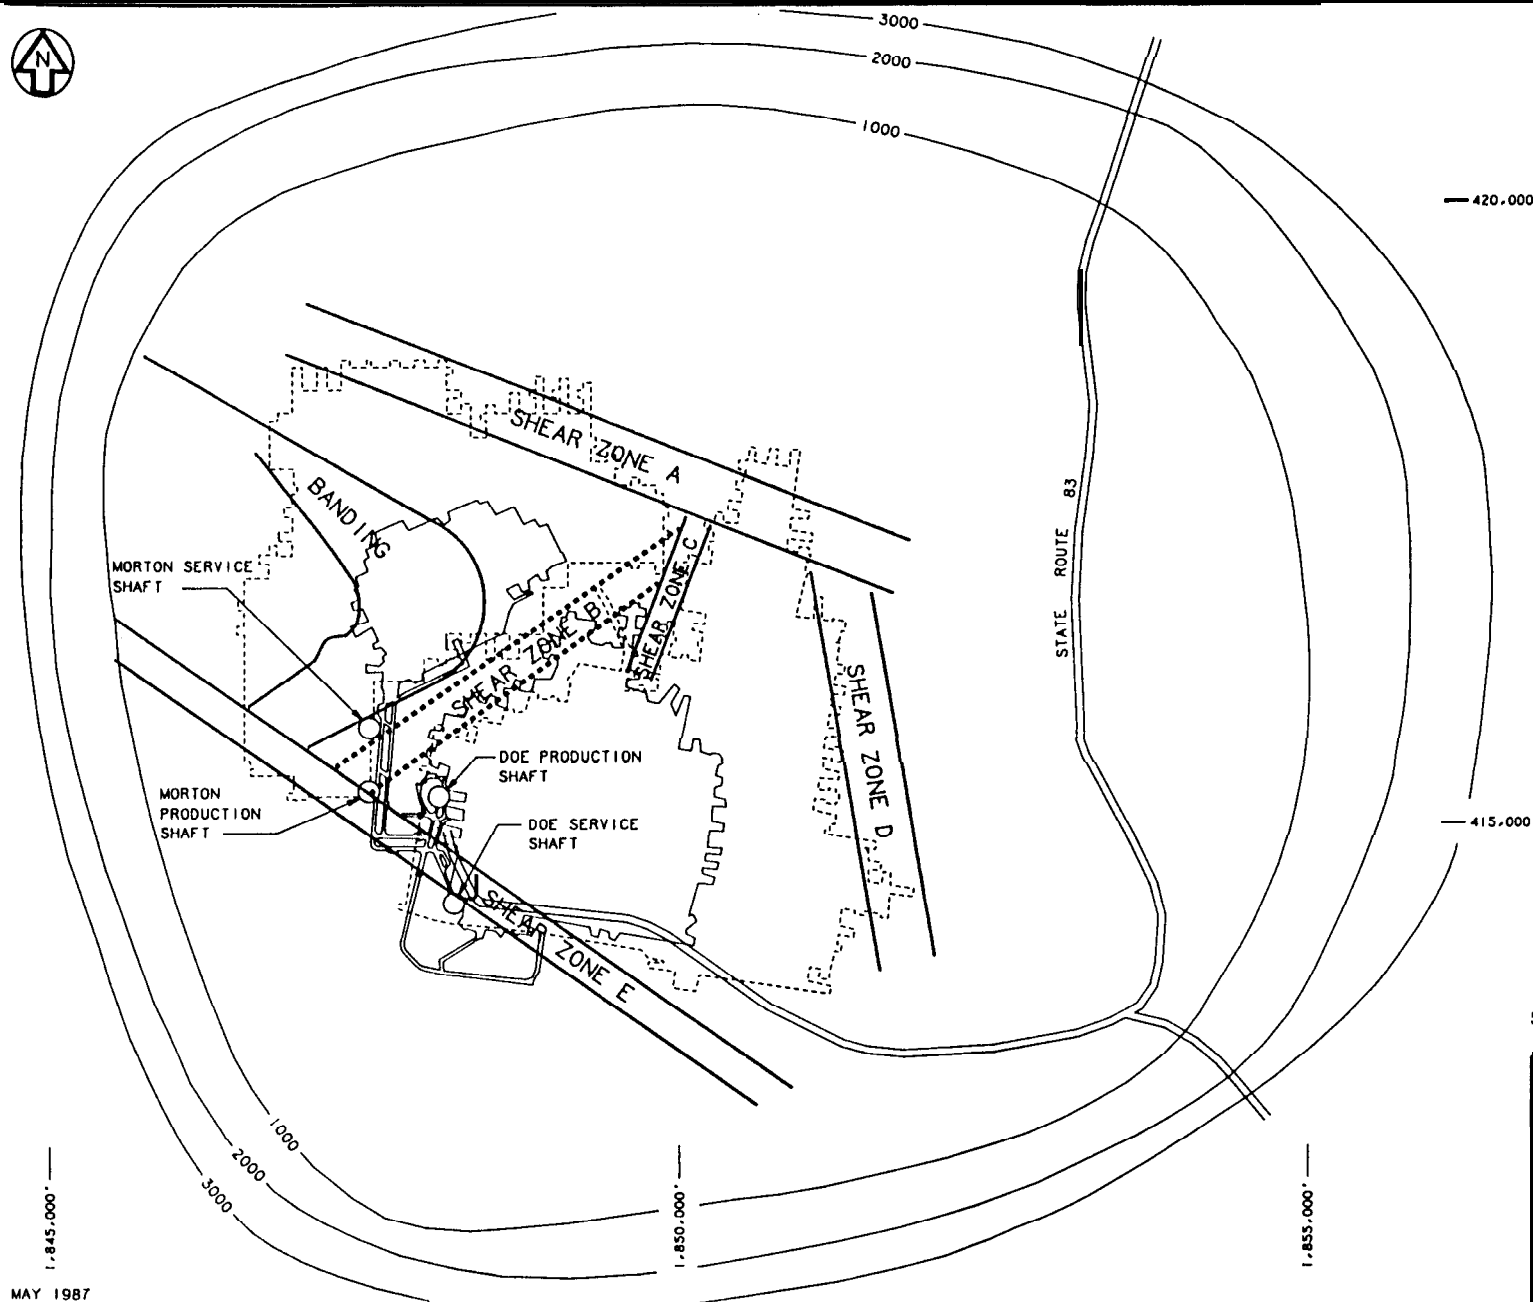 3000
2000
1000
N
420,000
SHEAR ZONE A
BANDING
STATE ROUTE 83
MORTON SERVICE
SHAFT
SHEAR ZONE C
SHEAR ZONE B
SHEAR ZONE D
DOE PRODUCTION
SHAFT
MORTON
PRODUCTION
SHAFT
DOE SERVICE
SHAFT
415,000
SHEAR ZONE E
1000
2000
3000
1,845,000'
1,850,000'
1,855,000'
MAY 1987